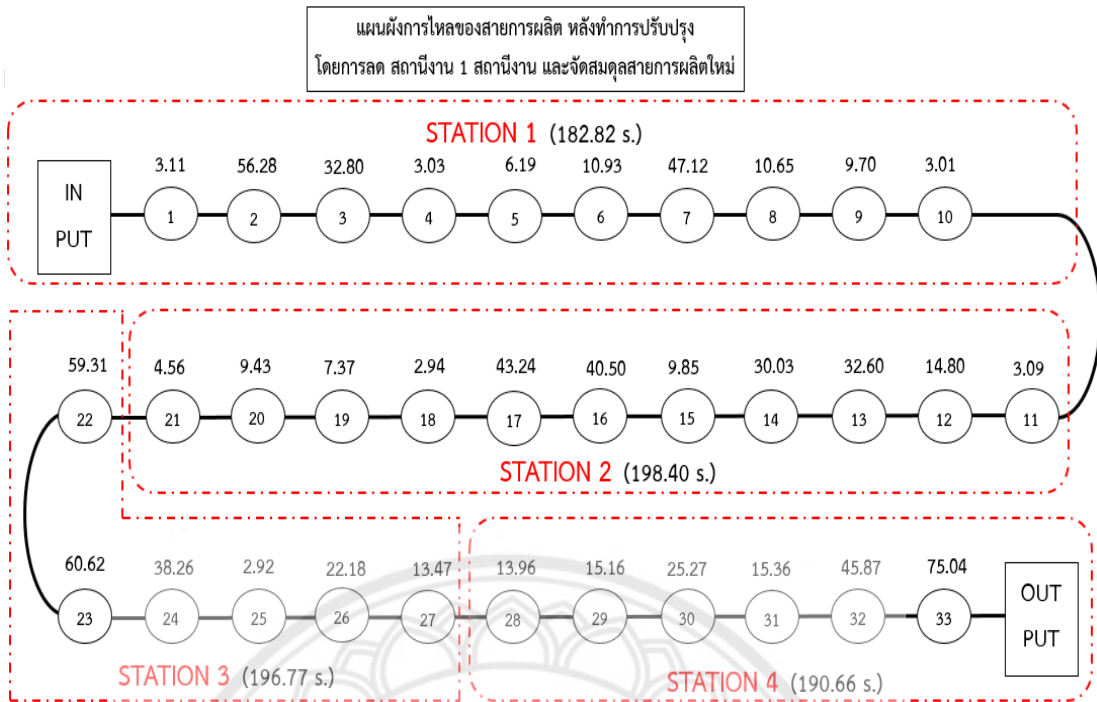 แผนผังการไหลของสายการผลิต หลังทำการปรับปรุง
โดยการลด สถานีงาน 1 สถานีงาน และจัดสมดุลสายการผลิตใหม่
STATION 1 (182.82 s.)
3.11 56.28 32.80 3.03 6.19 10.93 47.12 10.65 9.70 3.01
IN
PUT
1 2 3 4 5 6 7 8 9 10
59.31 4.56 9.43 7.37 2.94 43.24 40.50 9.85 30.03 32.60 14.80 3.09
22 21 20 19 18 17 16 15 14 13 12 11
STATION 2 (198.40 s.)
60.62 38.26 2.92 22.18 13.47 13.96 15.16 25.27 15.36 45.87 75.04
23 24 25 26 27 28 29 30 31 32 33
OUT
PUT
STATION 3 (196.77 s.)
STATION 4 (190.66 s.)